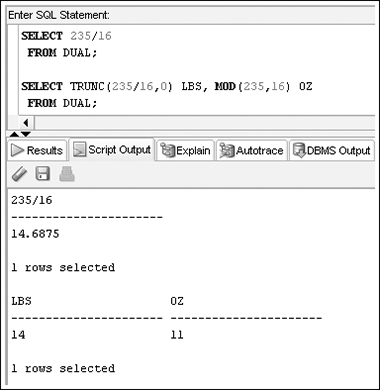 Enter SQL Statement:
SELECT 235/16
FROM DUAL;
SELECT TRUNC(235/16,0) LBS, MOD(235,16) OZ
FROM DUAL;
Results Script Output Explain Autotrace DBMS Output
235/16
----------------------
14.6875
1 rows selected
LBS OZ
---------------------- ----------------------
14 11
1 rows selected